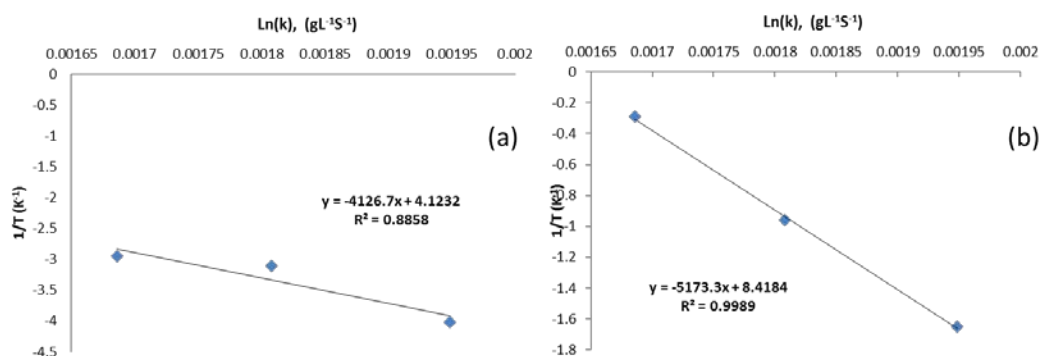 Ln(k), (gL⁻¹S⁻¹)
0.00165 0.0017 0.00175 0.0018 0.00185 0.0019 0.00195 0.002
0
-0.5
-1
-1.5
-2
-2.5
-3
-3.5
-4
-4.5
1/T (K⁻¹)
(a)
y = -4126.7x + 4.1232
R² = 0.8858
Ln(k), (gL⁻¹S⁻¹)
0.00165 0.0017 0.00175 0.0018 0.00185 0.0019 0.00195 0.002
0
-0.2
-0.4
-0.6
-0.8
-1
-1.2
-1.4
-1.6
-1.8
1/T (K⁻¹)
(b)
y = -5173.3x + 8.4184
R² = 0.9989